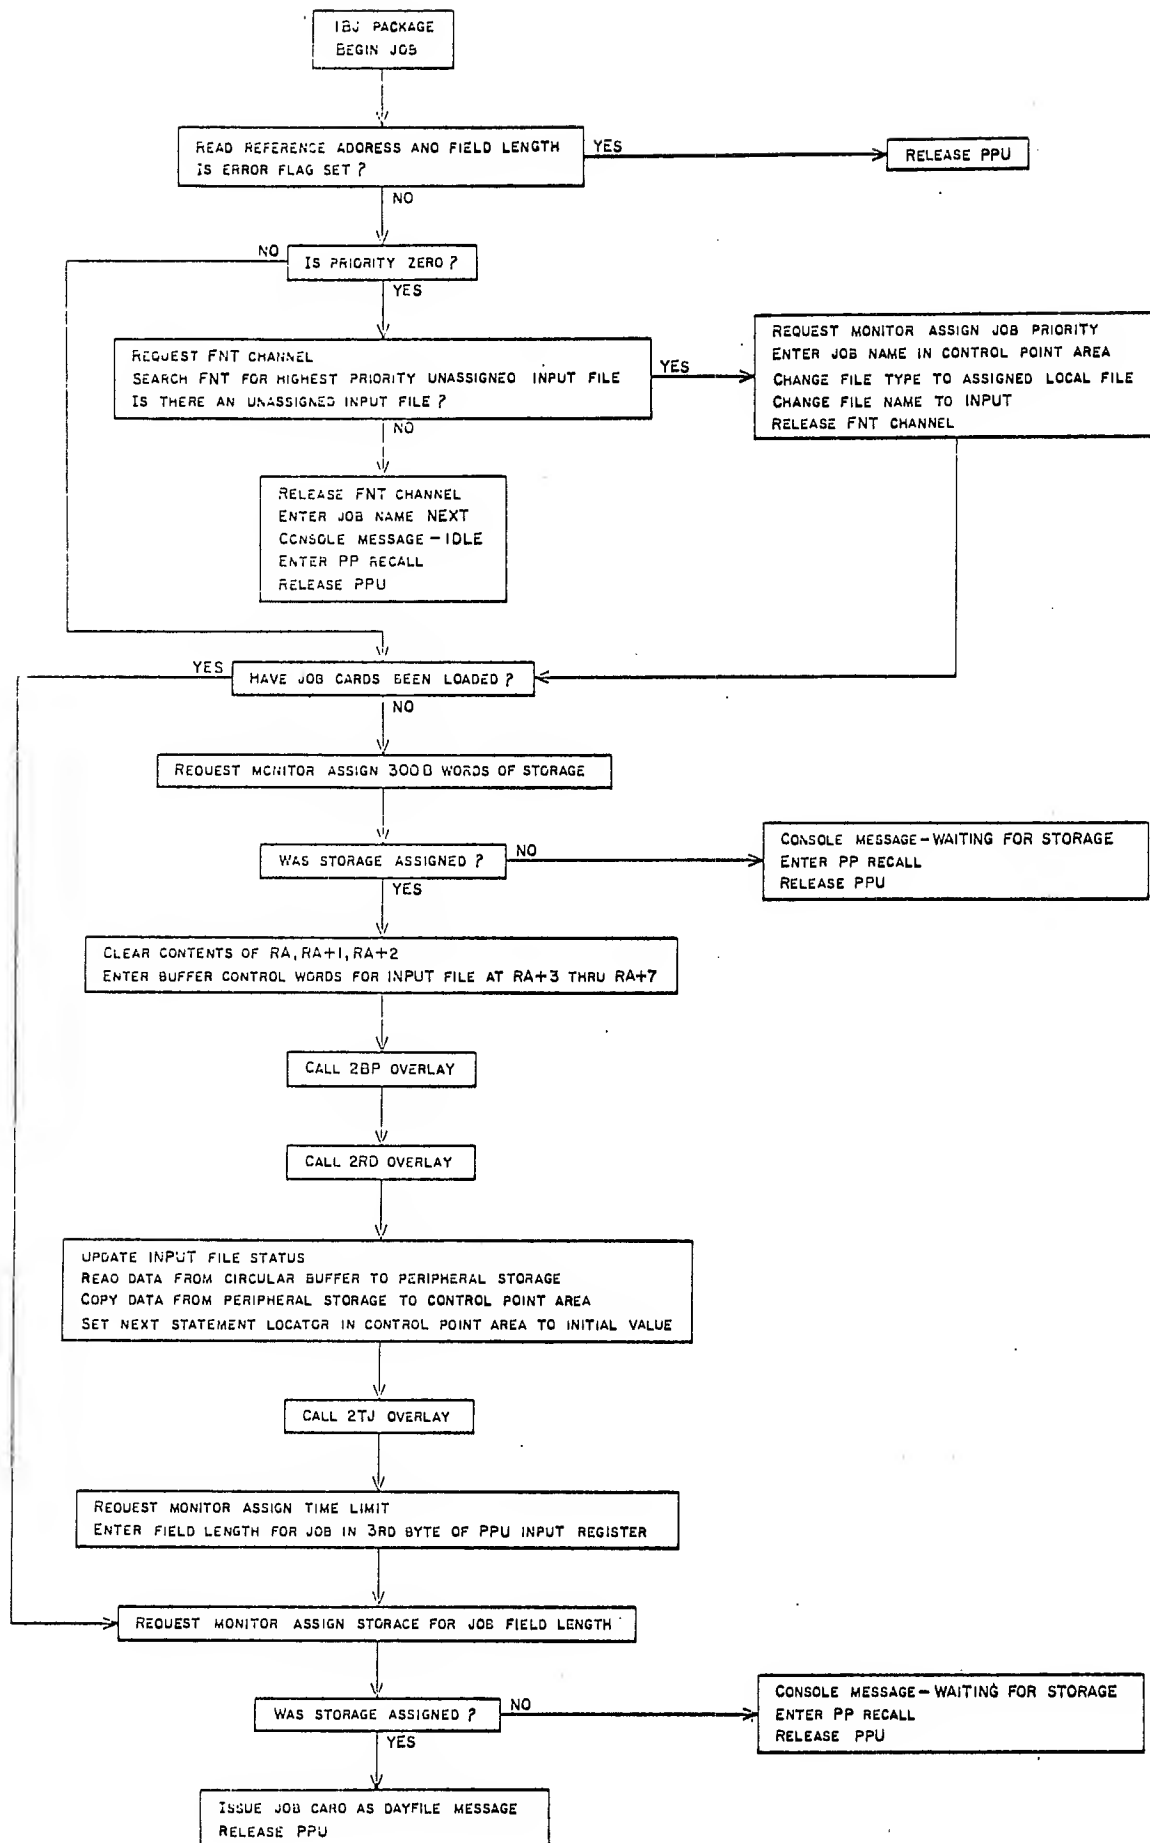 1BJ PACKAGE
BEGIN JOB
READ REFERENCE ADDRESS AND FIELD LENGTH
IS ERROR FLAG SET?
YES
RELEASE PPU
NO
NO
IS PRIORITY ZERO?
YES
REQUEST FNT CHANNEL
SEARCH FNT FOR HIGHEST PRIORITY UNASSIGNED INPUT FILE
IS THERE AN UNASSIGNED INPUT FILE?
YES
REQUEST MONITOR ASSIGN JOB PRIORITY
ENTER JOB NAME IN CONTROL POINT AREA
CHANGE FILE TYPE TO ASSIGNED LOCAL FILE
CHANGE FILE NAME TO INPUT
RELEASE FNT CHANNEL
NO
RELEASE FNT CHANNEL
ENTER JOB NAME NEXT
CONSOLE MESSAGE-IDLE
ENTER PP RECALL
RELEASE PPU
YES
HAVE JOB CARDS BEEN LOADED?
NO
REQUEST MONITOR ASSIGN 300B WORDS OF STORAGE
WAS STORAGE ASSIGNED?
NO
CONSOLE MESSAGE-WAITING FOR STORAGE
ENTER PP RECALL
RELEASE PPU
YES
CLEAR CONTENTS OF RA, RA+1, RA+2
ENTER BUFFER CONTROL WORDS FOR INPUT FILE AT RA+3 THRU RA+7
CALL 2BP OVERLAY
CALL 2RD OVERLAY
UPDATE INPUT FILE STATUS
READ DATA FROM CIRCULAR BUFFER TO PERIPHERAL STORAGE
COPY DATA FROM PERIPHERAL STORAGE TO CONTROL POINT AREA
SET NEXT STATEMENT LOCATOR IN CONTROL POINT AREA TO INITIAL VALUE
CALL 2TJ OVERLAY
REQUEST MONITOR ASSIGN TIME LIMIT
ENTER FIELD LENGTH FOR JOB IN 3RD BYTE OF PPU INPUT REGISTER
REQUEST MONITOR ASSIGN STORAGE FOR JOB FIELD LENGTH
WAS STORAGE ASSIGNED?
NO
CONSOLE MESSAGE-WAITING FOR STORAGE
ENTER PP RECALL
RELEASE PPU
YES
ISSUE JOB CARD AS DAYFILE MESSAGE
RELEASE PPU